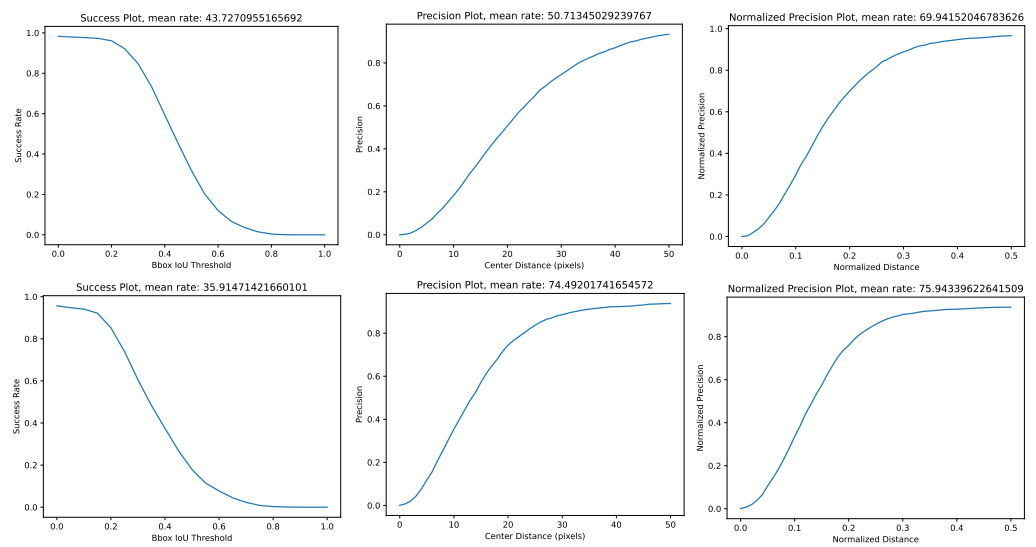 Success Plot, mean rate: 43.7270955165692
Success Rate
1.0
0.8
0.6
0.4
0.2
0.0
0.0 0.2 0.4 0.6 0.8 1.0
Bbox IoU Threshold
Precision Plot, mean rate: 50.71345029239767
Precision
0.8
0.6
0.4
0.2
0.0
0 10 20 30 40 50
Center Distance (pixels)
Normalized Precision Plot, mean rate: 69.94152046783626
Normalized Precision
1.0
0.8
0.6
0.4
0.2
0.0
0.0 0.1 0.2 0.3 0.4 0.5
Normalized Distance
Success Plot, mean rate: 35.91471421660101
Success Rate
1.0
0.8
0.6
0.4
0.2
0.0
0.0 0.2 0.4 0.6 0.8 1.0
Bbox IoU Threshold
Precision Plot, mean rate: 74.49201741654572
Precision
0.8
0.6
0.4
0.2
0.0
0 10 20 30 40 50
Center Distance (pixels)
Normalized Precision Plot, mean rate: 75.94339622641509
Normalized Precision
0.8
0.6
0.4
0.2
0.0
0.0 0.1 0.2 0.3 0.4 0.5
Normalized Distance